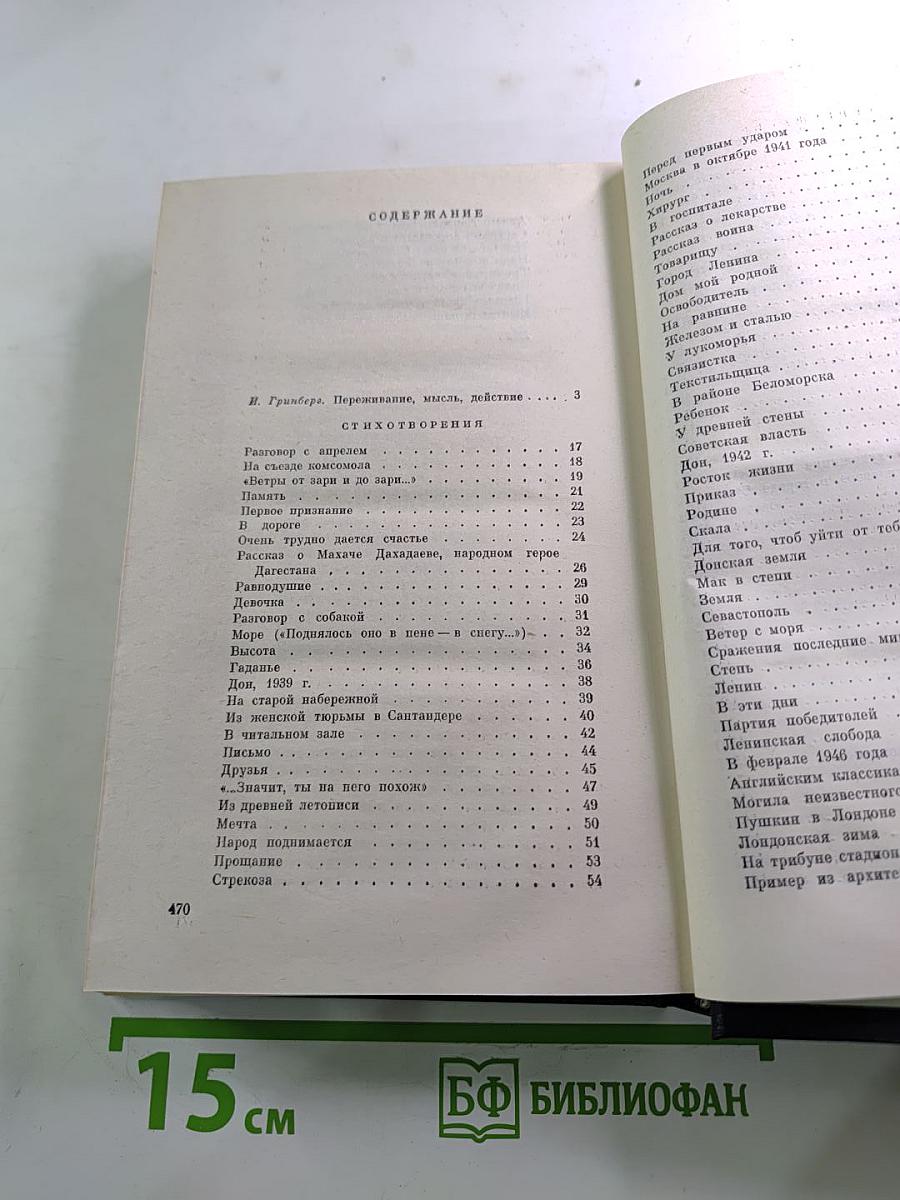 СОДЕРЖАНИЕ
И. Гринберг. Переживание, мысль, действие . . . . . 3
СТИХОТВОРЕНИЯ
Разговор с апрелем . . . . . . . . . . . . 17
На съезде комсомола . . . . . . . . . . . . 18
«Ветры от зари и до зари...» . . . . . . . . . 19
Память . . . . . . . . . . . . . . . . . 21
Первое признание . . . . . . . . . . . . . 22
В дороге . . . . . . . . . . . . . . . . 23
Очень трудно дается счастье . . . . . . . . . 24
Рассказ о Махаче Дахадаеве, народном герое
Дагестана . . . . . . . . . . . . . . . 26
Равнодушие . . . . . . . . . . . . . . . 29
Девочка . . . . . . . . . . . . . . . . . 30
Разговор с собакой . . . . . . . . . . . . 31
Море («Поднялось оно в пене — в снегу...») . . . 32
Высота . . . . . . . . . . . . . . . . . 34
Гаданье . . . . . . . . . . . . . . . . . 36
Дон, 1939 г. . . . . . . . . . . . . . . . 38
На старой набережной . . . . . . . . . . . 39
Из женской тюрьмы в Сантандере . . . . . . 40
В читальном зале . . . . . . . . . . . . . 42
Письмо . . . . . . . . . . . . . . . . . 44
Друзья . . . . . . . . . . . . . . . . . 45
«...Значит, ты на него похож» . . . . . . . . . 47
Из древней летописи . . . . . . . . . . . . 49
Мечта . . . . . . . . . . . . . . . . . . 50
Народ поднимается . . . . . . . . . . . . . 51
Прощание . . . . . . . . . . . . . . . . 53
Стрекоза . . . . . . . . . . . . . . . . . 54
470
Перед первым ударом . . . .
Москва в октябре 1941 года . . .
Ночь . . . . . . . .
Хирург . . . . . . . .
В госпитале . . . . . . .
Рассказ о лекарстве . . . . .
Рассказ воина . . . . . .
Товарищу . . . . . . . .
Город Ленина . . . . . .
Дом мой родной . . . . . .
Освободитель . . . . . . .
На равнине . . . . . . .
Железом и сталью . . . . .
У лукоморья . . . . . . .
Связистка . . . . . . . .
Текстильщица . . . . . . .
В районе Беломорска . . . .
Ребенок . . . . . . . .
У древней стены . . . . . .
Советская власть . . . . . .
Дон, 1942 г. . . . . . . .
Росток жизни . . . . . . .
Приказ . . . . . . . .
Родине . . . . . . . .
Скала . . . . . . . . .
Для того, чтоб уйти от теб
Донская земля . . . . . .
Мак в степи . . . . . . .
Земля . . . . . . . . .
Севастополь . . . . . . .
Ветер с моря . . . . . .
Сражения последние ми
Степь . . . . . . . . .
Ленин . . . . . . . . .
В эти дни . . . . . . .
Партия победителей . .
Ленинская слобода . .
В феврале 1946 года . .
Английским классика
Могила неизвестного
Пушкин в Лондоне
Лондонская зима . .
На трибуне стадион
Пример из архите
15 см
БФ БИБЛИОФАН